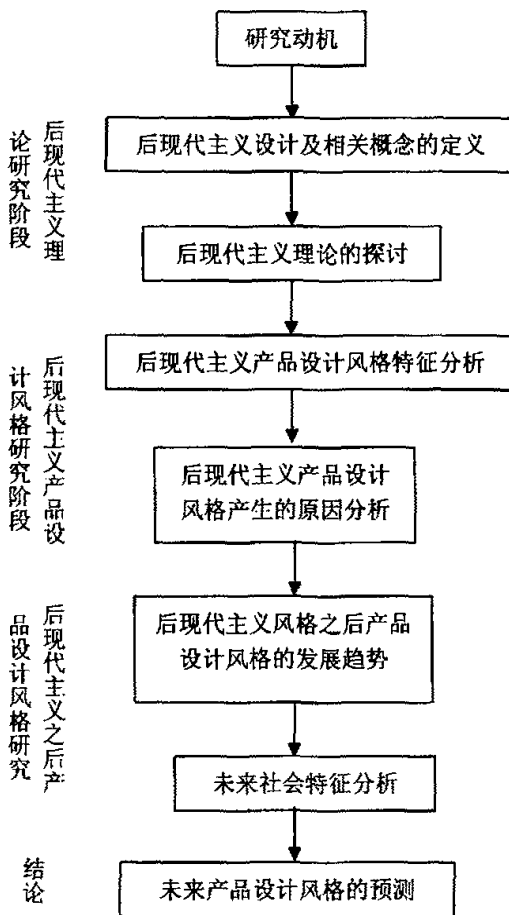 研究动机
后现代主义理
论研究阶段
后现代主义设计及相关概念的定义
后现代主义理论的探讨
后现代主义产品设
计风格研究阶段
后现代主义产品设计风格特征分析
后现代主义产品设计
风格产生的原因分析
后现代主义之后产
品设计风格研究
后现代主义风格之后产品
设计风格的发展趋势
未来社会特征分析
结论
未来产品设计风格的预测